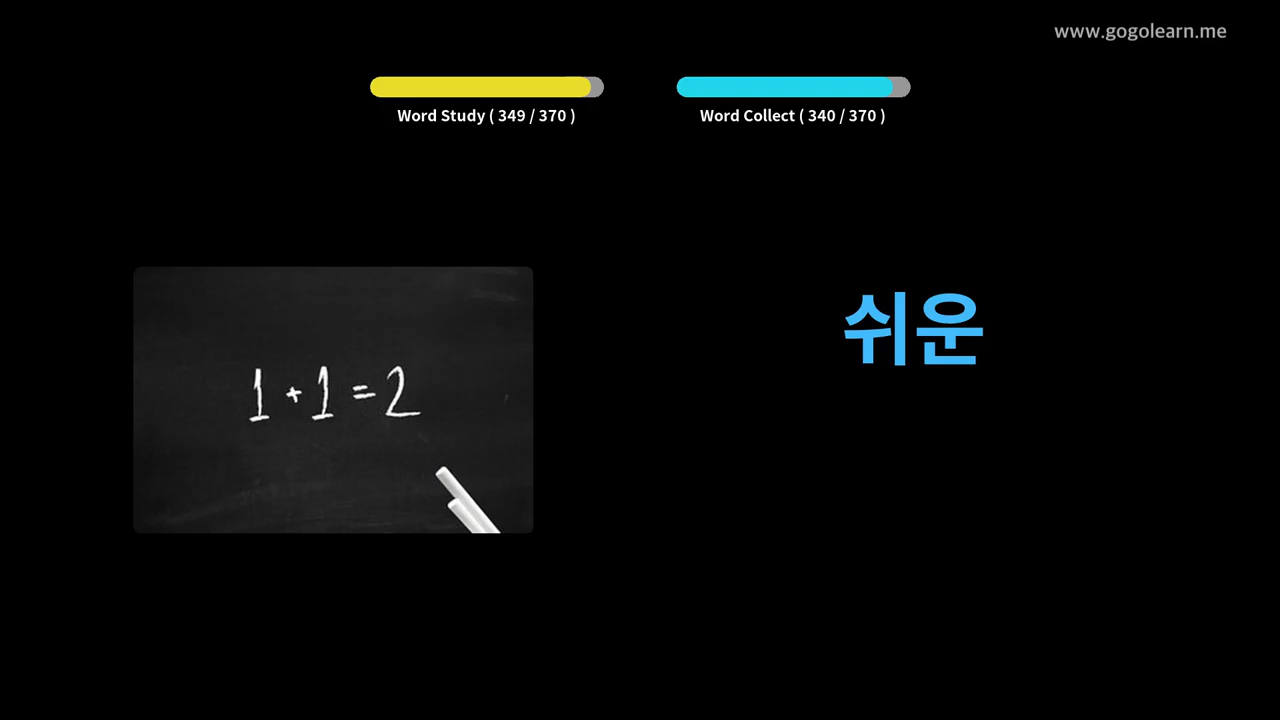 www.gogolearn.me
Word Study ( 349 / 370 )
Word Collect ( 340 / 370 )
쉬운
1 + 1 = 2